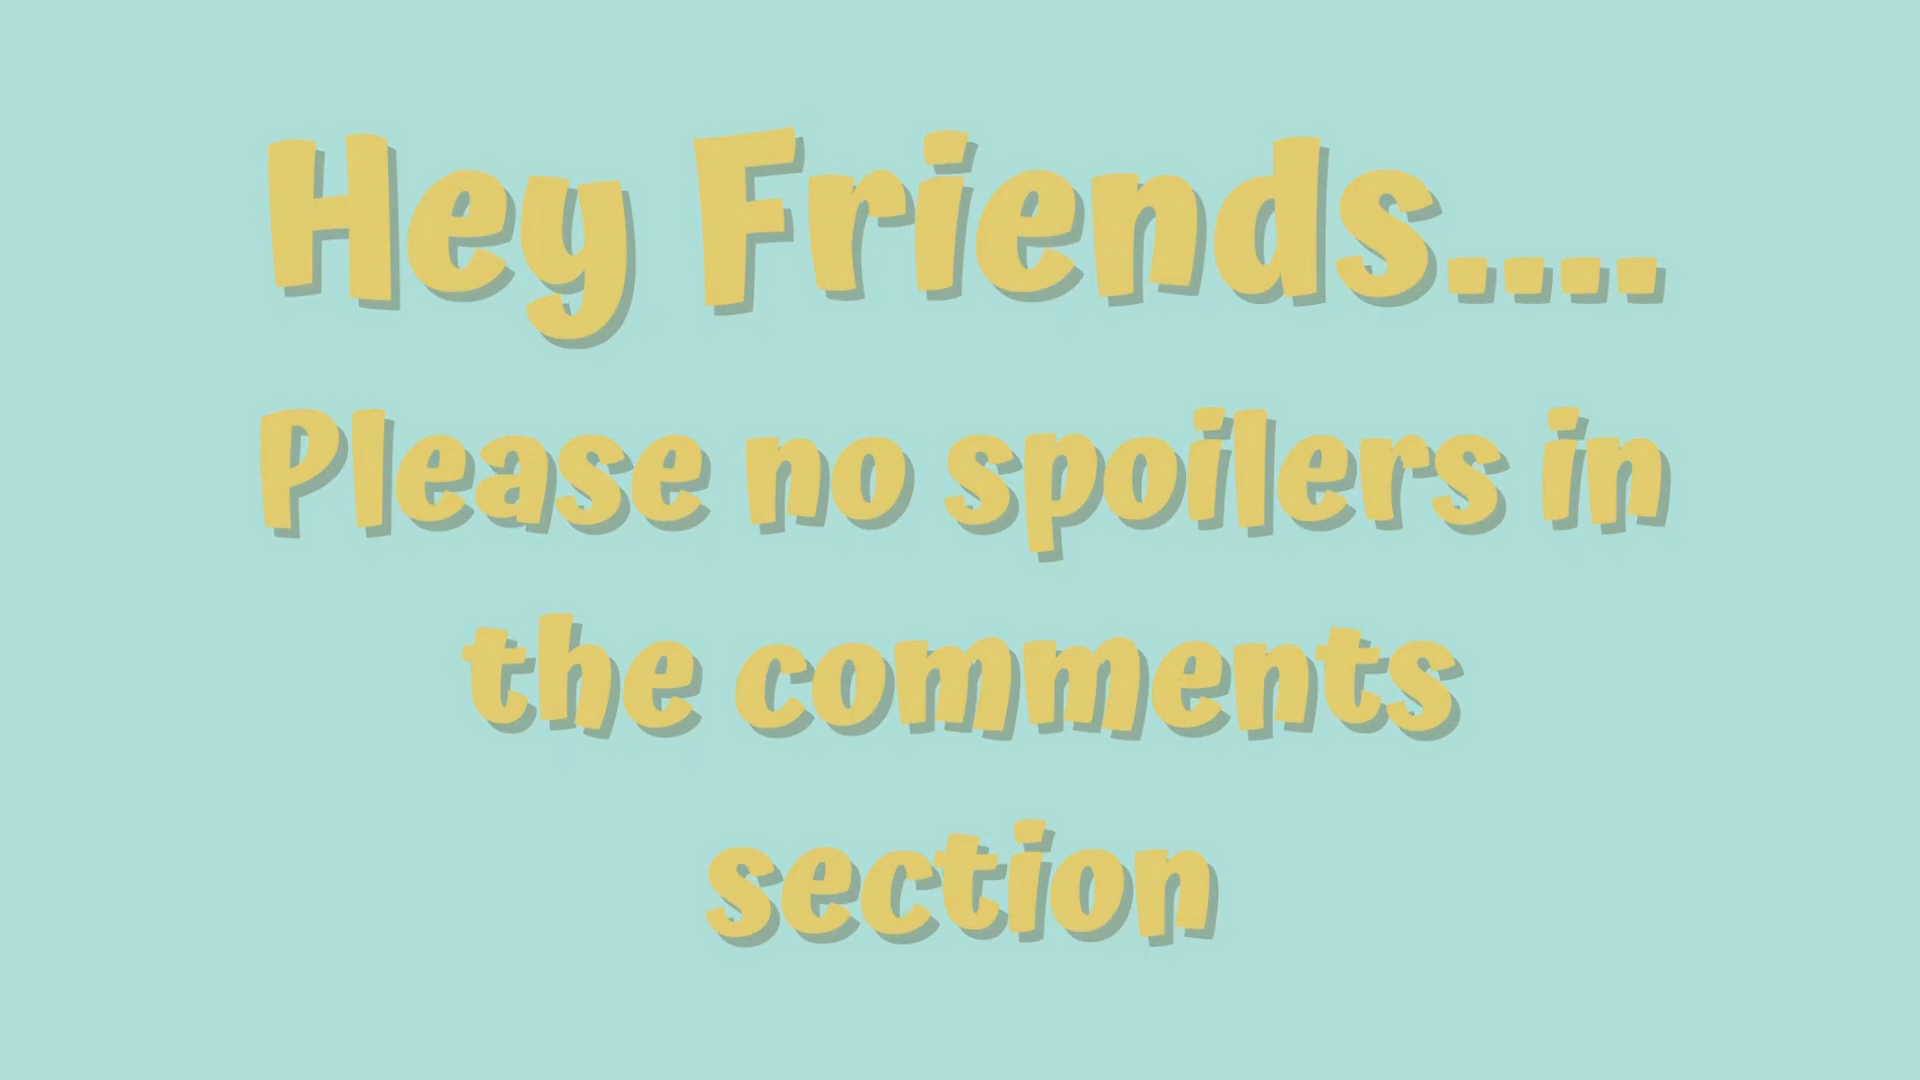 Hey Friends....
Please no spoilers in
the comments
section